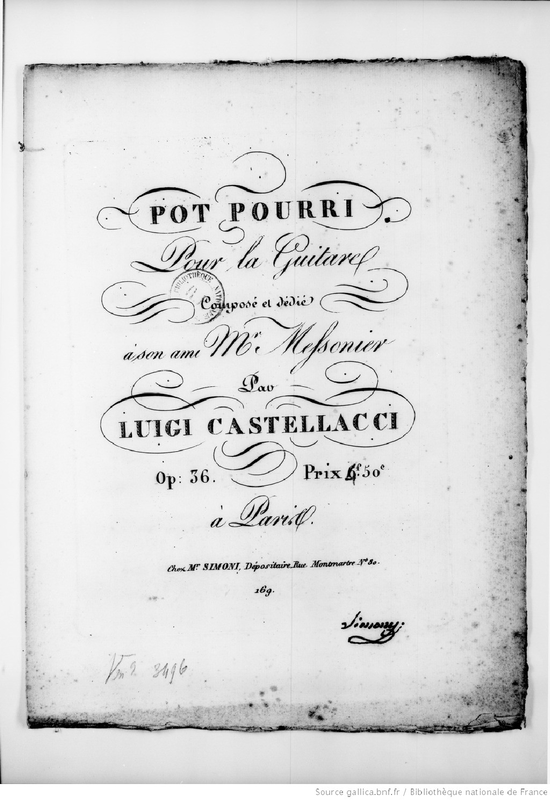 POT POURRI.
Pour la Guitare
Composé et dédié
à son ami Mr. Messonier
Par
LUIGI CASTELLACCI
Op: 36. Prix 4f. 50c
à Paris.
Chez Mr. SIMONI, Dépositaire, Rue Montmartre No. 50.
169.
Simoni
3496
Source gallica.bnf.fr / Bibliothèque nationale de France